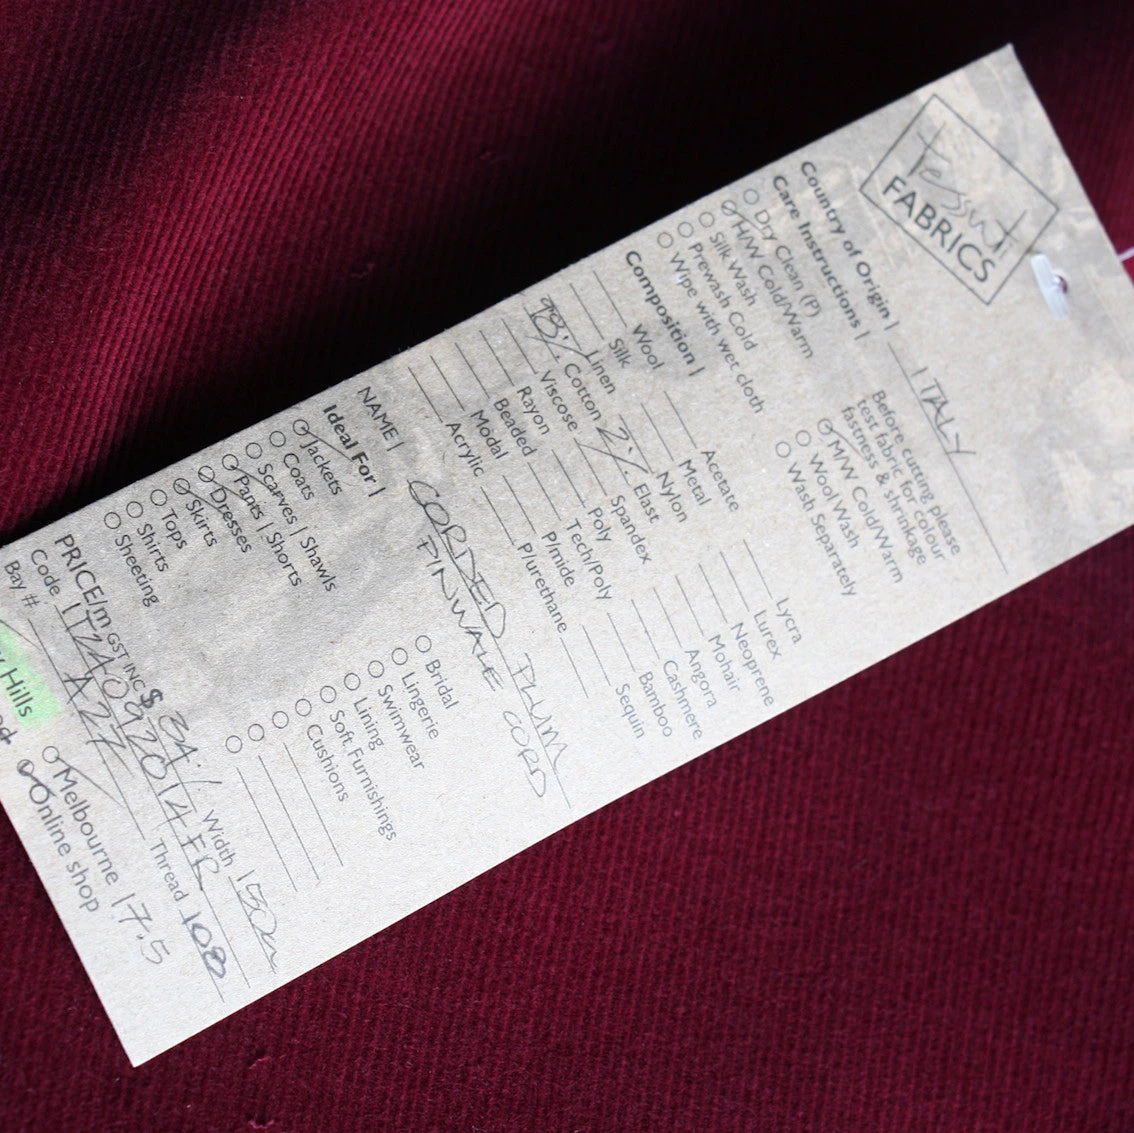 Tessuti
FABRICS
Country of Origin | ITALY
Care Instructions |
Before cutting, please
test fabric for colour
fastness & shrinkage
Dry Clean (P)
H/W Cold/Warm
Silk Wash
Prewash Cold
Wipe with wet cloth
M/W Cold/Warm
Wool Wash
Wash Separately
Composition |
Wool
Silk
Linen
98% Cotton
Viscose
Rayon
Beaded
Modal
Acrylic
Acetate
Metal
Nylon
2% Elast
Spandex
Poly
Tech/Poly
P/mide
P/urethane
Lycra
Lurex
Neoprene
Mohair
Angora
Cashmere
Bamboo
Sequin
NAME | CORDED PLUM
PINWALE CORD
Ideal For |
Jackets
Coats
Scarves | Shawls
Pants | Shorts
Dresses
Skirts
Tops
Shirts
Sheeting
Bridal
Lingerie
Swimwear
Lining
Soft Furnishings
Cushions
PRICE/m GST INC $ 34./ Width 150cm
Code IT24092014FR Thread 108
Bay # A27
Hills
Melbourne 17.5
Online shop